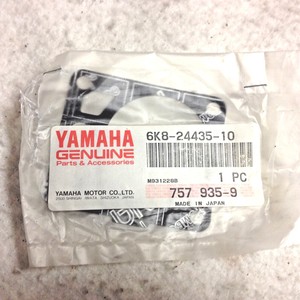 YAMAHA
GENUINE
Parts & Accessories
6K8-24435-10
M931228B
1 PC
YAMAHA MOTOR CO.,LTD.
757 935-9
MADE IN JAPAN